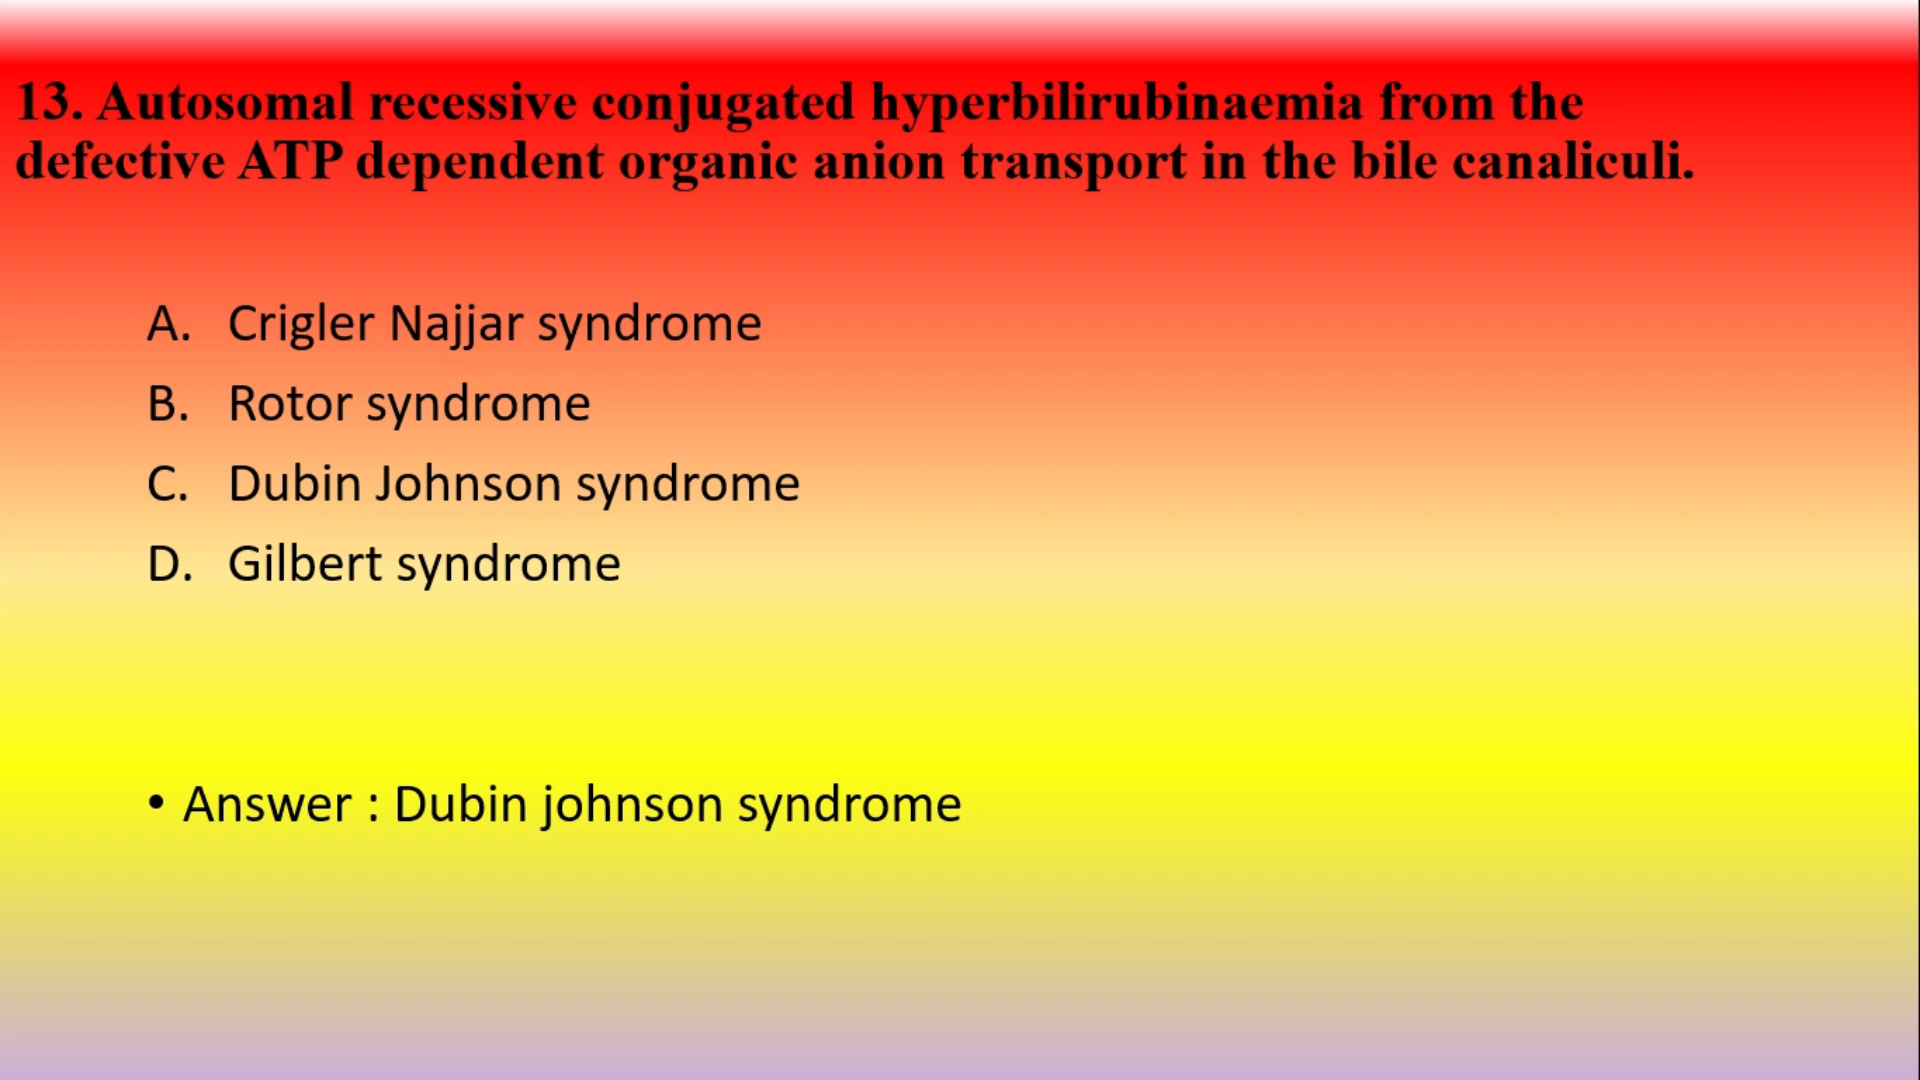 13. Autosomal recessive conjugated hyperbilirubinaemia from the
defective ATP dependent organic anion transport in the bile canaliculi.
A. Crigler Najjar syndrome
B. Rotor syndrome
C. Dubin Johnson syndrome
D. Gilbert syndrome
• Answer : Dubin johnson syndrome